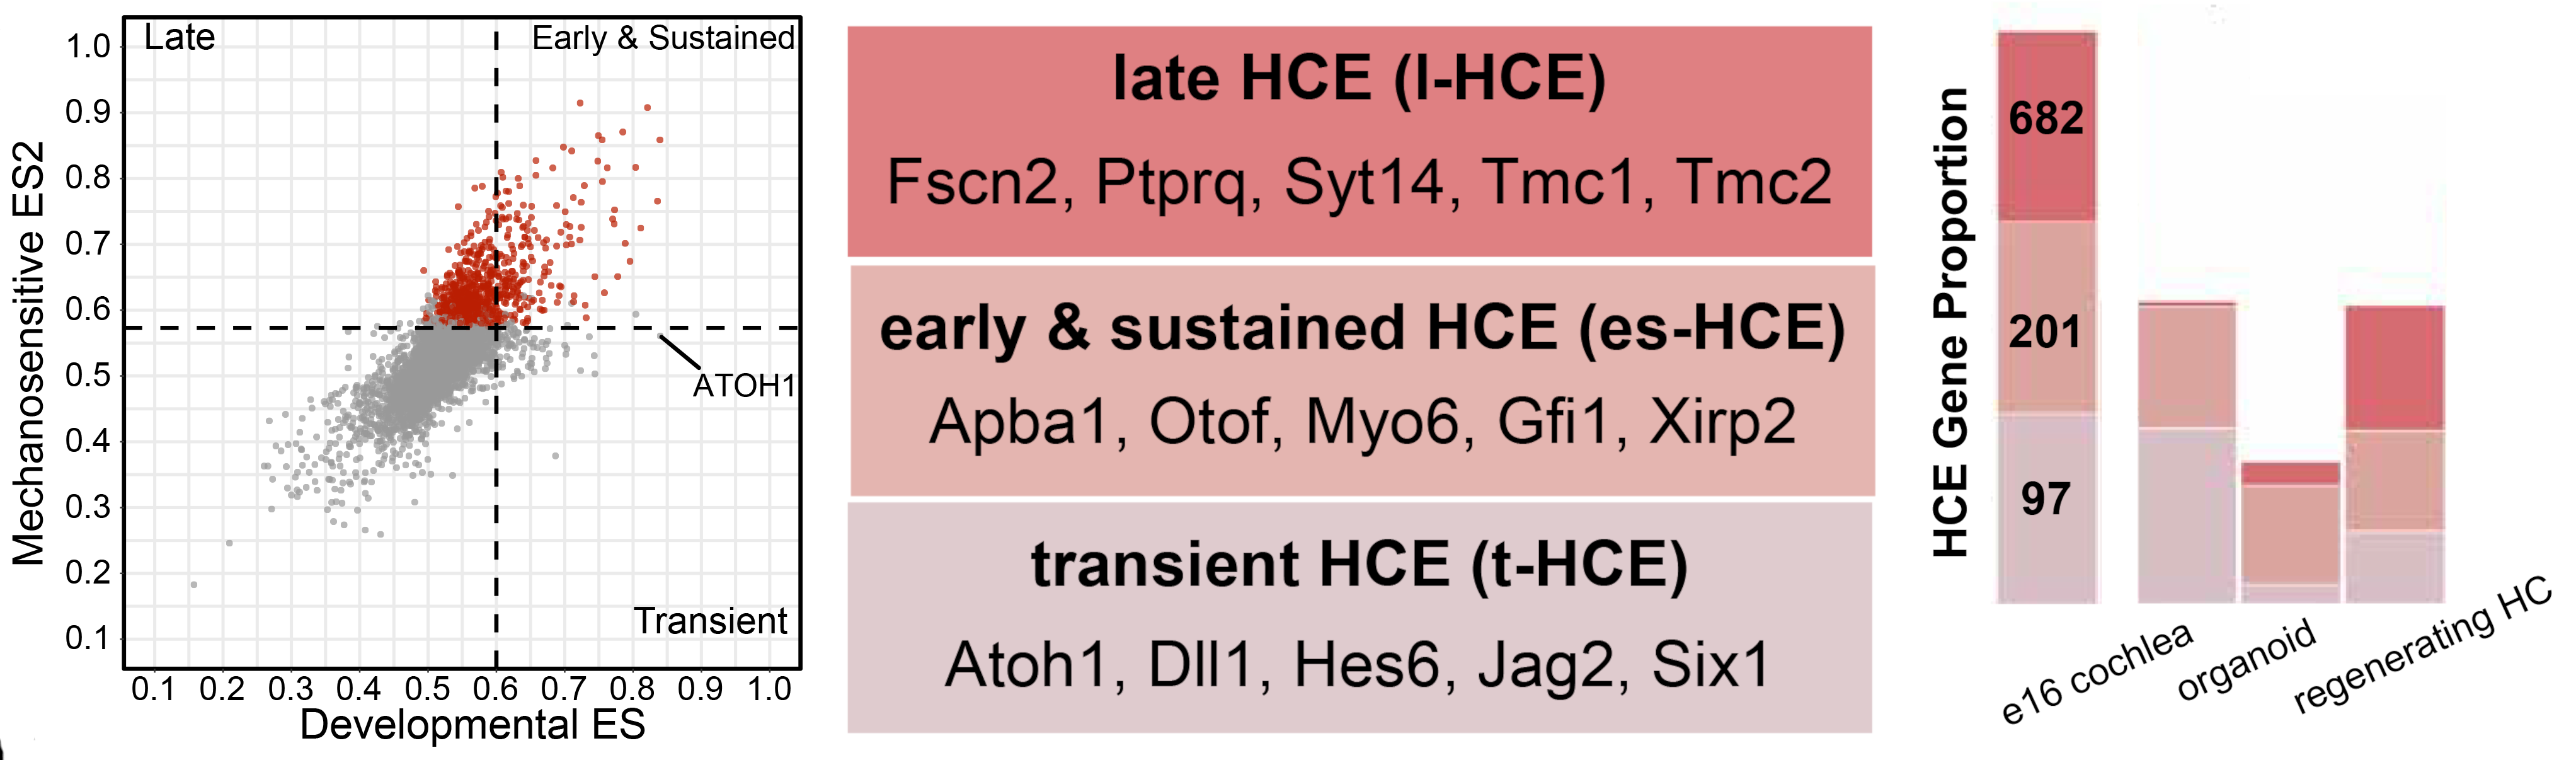 Late
Early & Sustained
1.0
0.9
0.8
0.7
0.6
0.5
0.4
0.3
0.2
0.1
Mechanosensitive ES2
ATOH1
Transient
0.1 0.2 0.3 0.4 0.5 0.6 0.7 0.8 0.9 1.0
Developmental ES
late HCE (l-HCE)
Fscn2, Ptprq, Syt14, Tmc1, Tmc2
early & sustained HCE (es-HCE)
Apba1, Otof, Myo6, Gfi1, Xirp2
transient HCE (t-HCE)
Atoh1, Dll1, Hes6, Jag2, Six1
HCE Gene Proportion
682
201
97
e16 cochlea
organoid
regenerating HC